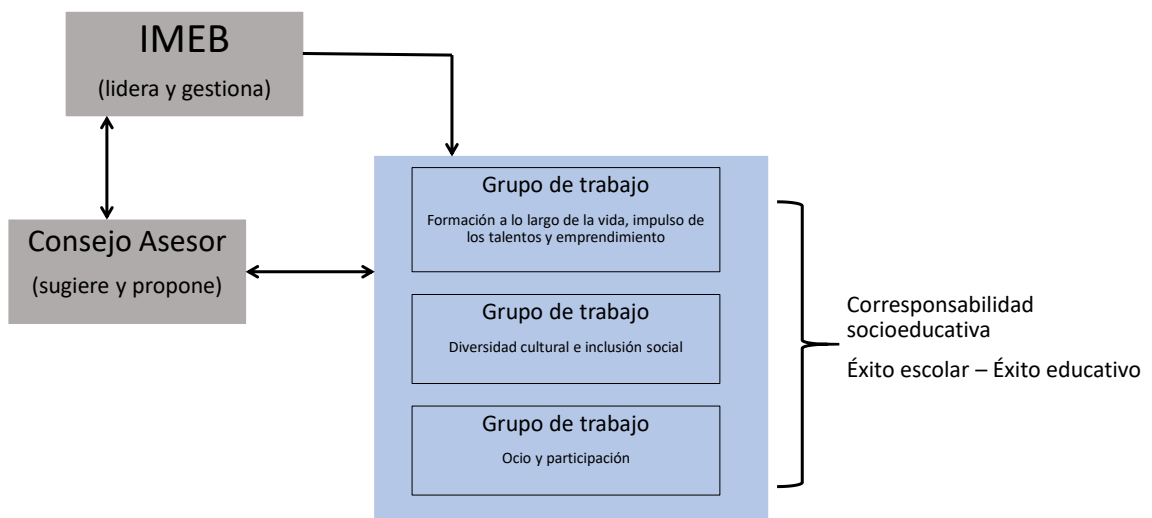 IMEB
(lidera y gestiona)
Consejo Asesor
(sugiere y propone)
Grupo de trabajo
Formación a lo largo de la vida, impulso de
los talentos y emprendimiento
Grupo de trabajo
Diversidad cultural e inclusión social
Grupo de trabajo
Ocio y participación
Corresponsabilidad
socioeducativa
Éxito escolar – Éxito educativo